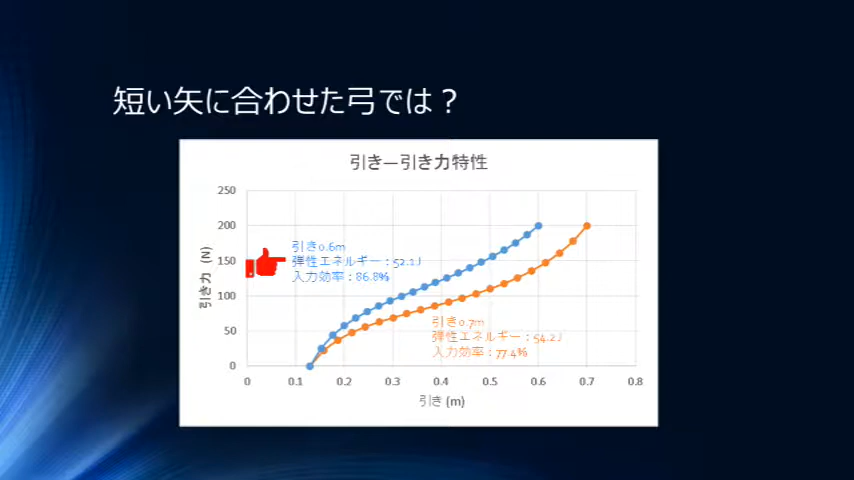 短い矢に合わせた弓では？
引き―引き力特性
250
200
150
100
50
0
引き力 (N)
引き0.6m
弾性エネルギー：52.1J
入力効率：86.8%
引き0.7m
弾性エネルギー：54.2J
入力効率：77.4%
0 0.1 0.2 0.3 0.4 0.5 0.6 0.7 0.8
引き (m)